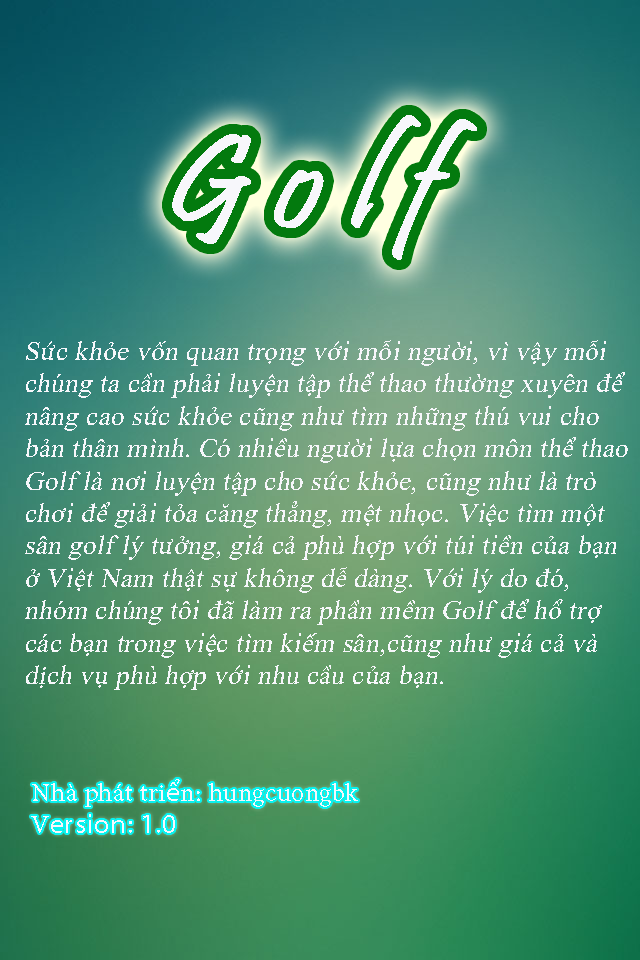 Golf
Sức khỏe vốn quan trọng với mỗi người, vì vậy mỗi
chúng ta cần phải luyện tập thể thao thường xuyên để
nâng cao sức khỏe cũng như tìm những thú vui cho
bản thân mình. Có nhiều người lựa chọn môn thể thao
Golf là nơi luyện tập cho sức khỏe, cũng như là trò
chơi để giải tỏa căng thẳng, mệt nhọc. Việc tìm một
sân golf lý tưởng, giá cả phù hợp với túi tiền của bạn
ở Việt Nam thật sự không dễ dàng. Với lý do đó,
nhóm chúng tôi đã làm ra phần mềm Golf để hổ trợ
các bạn trong việc tìm kiếm sân,cũng như giá cả và
dịch vụ phù hợp với nhu cầu của bạn.
Nhà phát triển: hungcuongbk
Version: 1.0